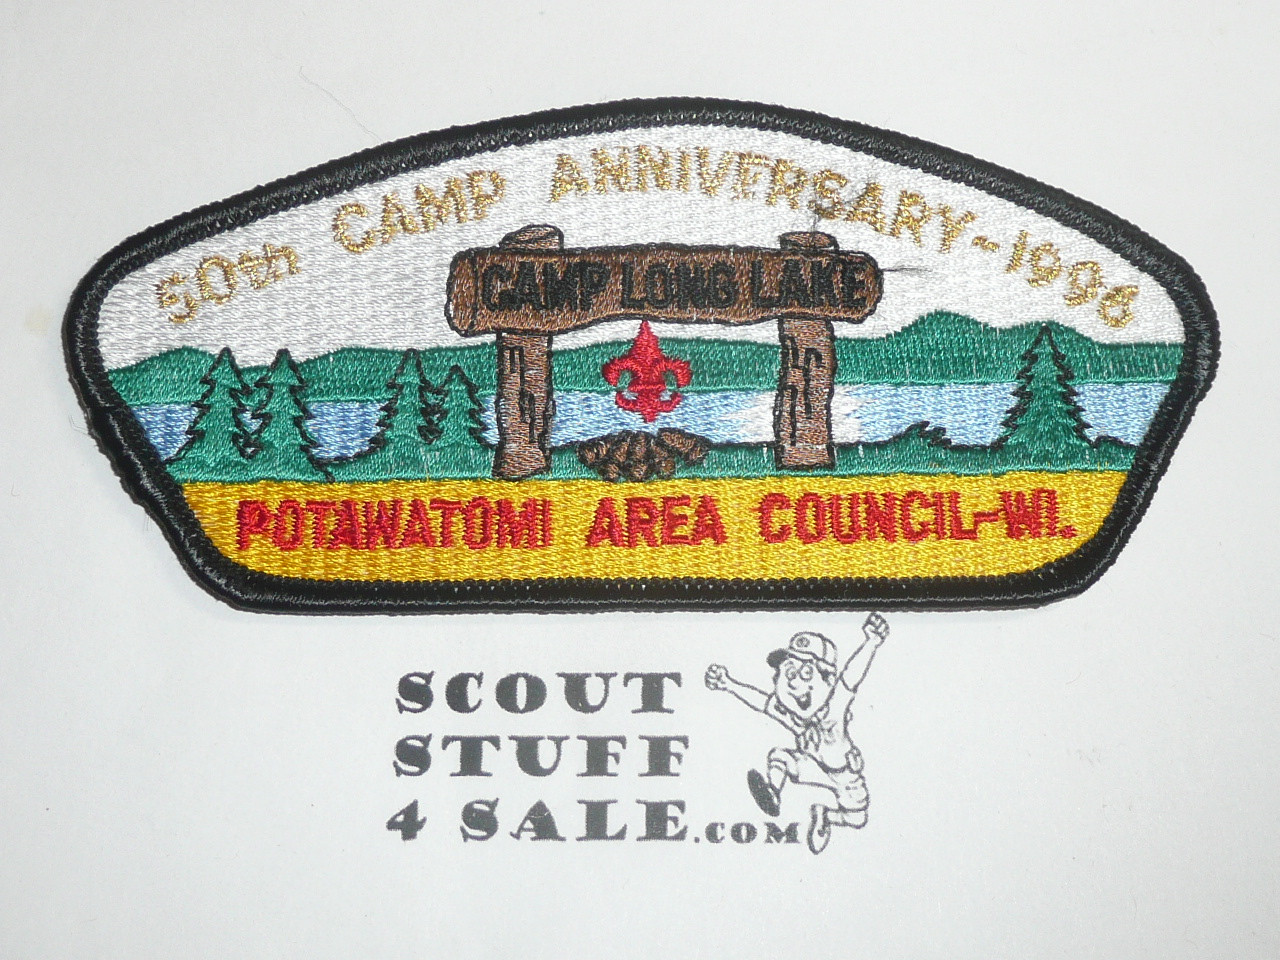 50th CAMP ANNIVERSARY-1996
CAMP LONG LAKE
POTAWATOMI AREA COUNCIL-WI.
SCOUT
STUFF
4 SALE.COM